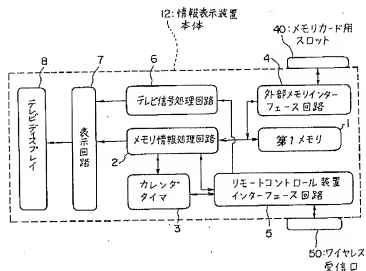 12:情報表示装置
本体
40:メモリカード用
スロット
8
7
6
4
テレビディスプレイ
表示回路
テレビ信号処理回路
外部メモリインター
フェース回路
メモリ情報処理回路
第1メモリ
1
2
カレンダ
タイマ
リモートコントロール装置
インターフェース回路
3
5
50:ワイヤレス
受信口